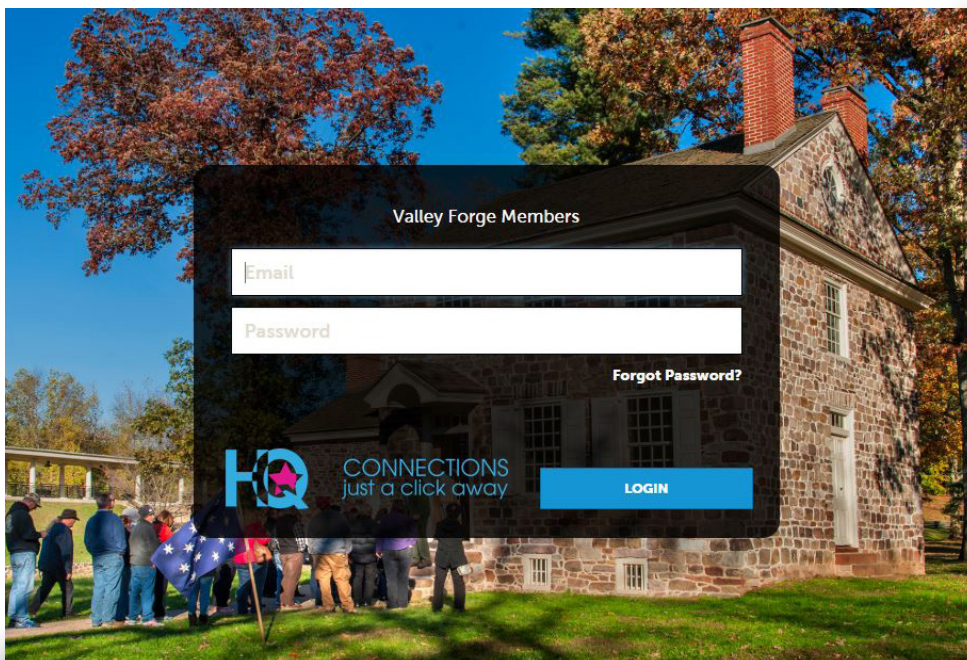 Valley Forge Members
Email
Password
Forgot Password?
HQ
CONNECTIONS
just a click away
LOGIN